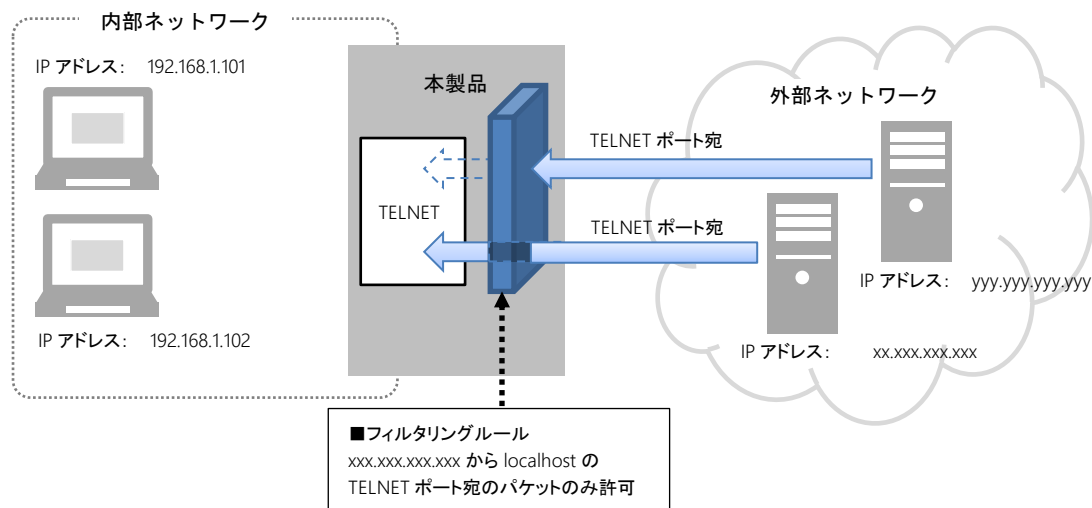 内部ネットワーク
IP アドレス： 192.168.1.101
本製品
外部ネットワーク
TELNET ポート宛
TELNET
TELNET ポート宛
IP アドレス： yyy.yyy.yyy.yyy
IP アドレス： 192.168.1.102
IP アドレス： xx.xxx.xxx.xxx
■フィルタリングルール
xxx.xxx.xxx.xxx から localhost の
TELNET ポート宛のパケットのみ許可